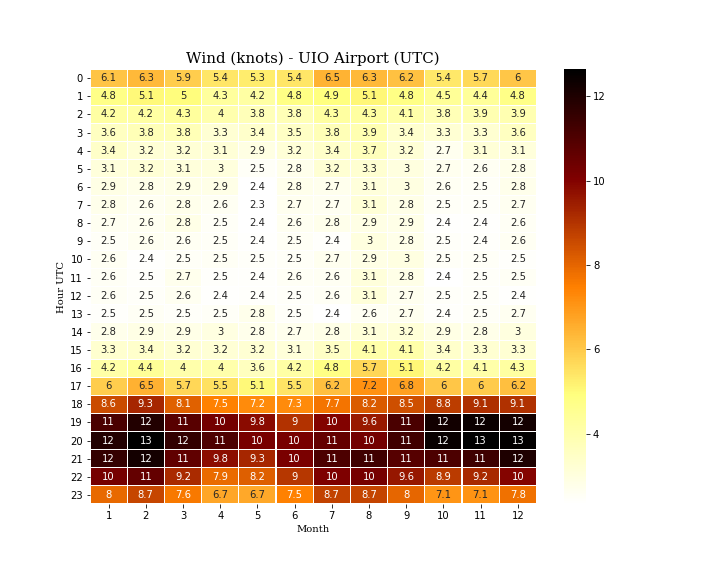 Wind (knots) - UIO Airport (UTC)
0 6.1 6.3 5.9 5.4 5.3 5.4 6.5 6.3 6.2 5.4 5.7 6
1 4.8 5.1 5 4.3 4.2 4.8 4.9 5.1 4.8 4.5 4.4 4.8
2 4.2 4.2 4.3 4 3.8 3.8 4.3 4.3 4.1 3.8 3.9 3.9
3 3.6 3.8 3.8 3.3 3.4 3.5 3.8 3.9 3.4 3.3 3.3 3.6
4 3.4 3.2 3.2 3.1 2.9 3.2 3.4 3.7 3.2 2.7 3.1 3.1
5 3.1 3.2 3.1 3 2.5 2.8 3.2 3.3 3 2.7 2.6 2.8
6 2.9 2.8 2.9 2.9 2.4 2.8 2.7 3.1 3 2.6 2.5 2.8
7 2.8 2.6 2.8 2.6 2.3 2.7 2.7 3.1 2.8 2.5 2.5 2.7
8 2.7 2.6 2.8 2.5 2.4 2.6 2.8 2.9 2.9 2.4 2.4 2.6
9 2.5 2.6 2.6 2.5 2.4 2.5 2.4 3 2.8 2.5 2.4 2.6
10 2.6 2.4 2.5 2.5 2.5 2.5 2.7 2.9 3 2.5 2.5 2.5
11 2.6 2.5 2.7 2.5 2.4 2.6 2.6 3.1 2.8 2.4 2.5 2.5
12 2.6 2.5 2.6 2.4 2.4 2.5 2.6 3.1 2.7 2.5 2.5 2.4
13 2.5 2.5 2.5 2.5 2.8 2.5 2.4 2.6 2.7 2.4 2.5 2.7
14 2.8 2.9 2.9 3 2.8 2.7 2.8 3.1 3.2 2.9 2.8 3
15 3.3 3.4 3.2 3.2 3.2 3.1 3.5 4.1 4.1 3.4 3.3 3.3
16 4.2 4.4 4 4 3.6 4.2 4.8 5.7 5.1 4.2 4.1 4.3
17 6 6.5 5.7 5.5 5.1 5.5 6.2 7.2 6.8 6 6 6.2
18 8.6 9.3 8.1 7.5 7.2 7.3 7.7 8.2 8.5 8.8 9.1 9.1
19 11 12 11 10 9.8 9 10 9.6 11 12 12 12
20 12 13 12 11 10 10 11 10 11 12 13 13
21 12 12 11 9.8 9.3 10 11 11 11 11 11 12
22 10 11 9.2 7.9 8.2 9 10 10 9.6 8.9 9.2 10
23 8 8.7 7.6 6.7 6.7 7.5 8.7 8.7 8 7.1 7.1 7.8
1 2 3 4 5 6 7 8 9 10 11 12
Month
Hour UTC
12
10
8
6
4